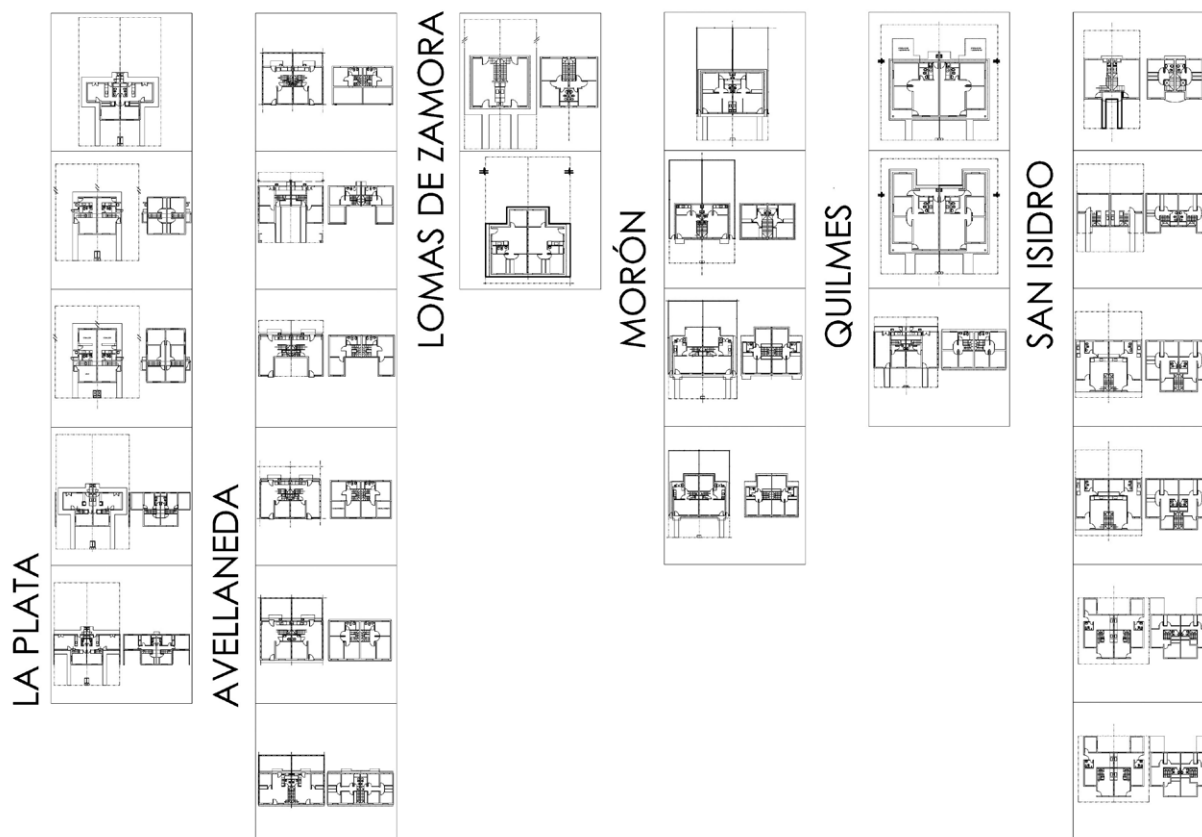 LA PLATA
AVELLANEDA
LOMAS DE ZAMORA
MORÓN
QUILMES
SAN ISIDRO